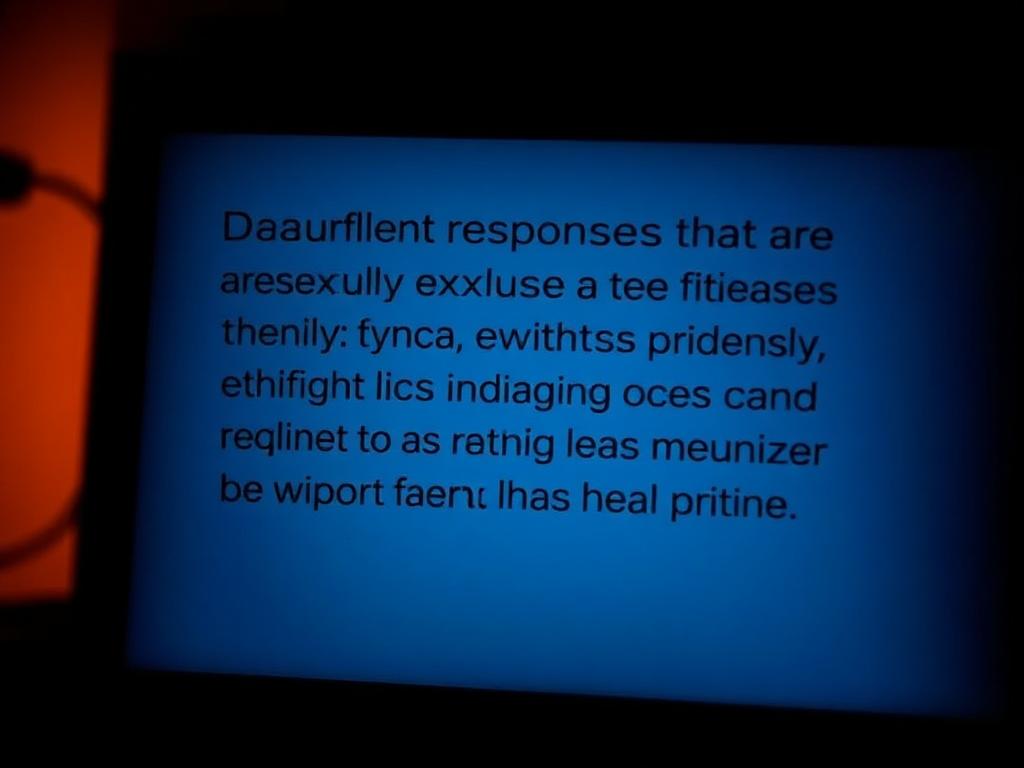 Daaurfllent responses that are
aresexully exxluse a tee fitieases
thenily: fynca, ewithtss pridensly,
ethifight lics indiaging oces cand
reqlinet to as rathig leas meunizer
be wiport lhas heal pritine.